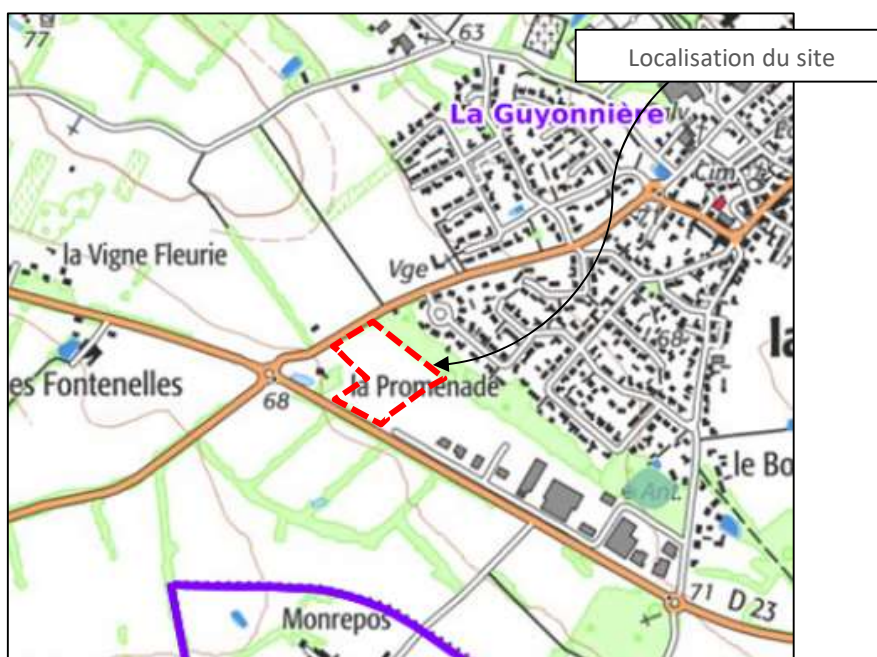 77
63
Localisation du site
La Guyonnière
Cim.
71
la Vigne Fleurie
Vge
68
la
es Fontenelles
68
la Promenade
le Bo
Ant.
Monrepos
71
D 23